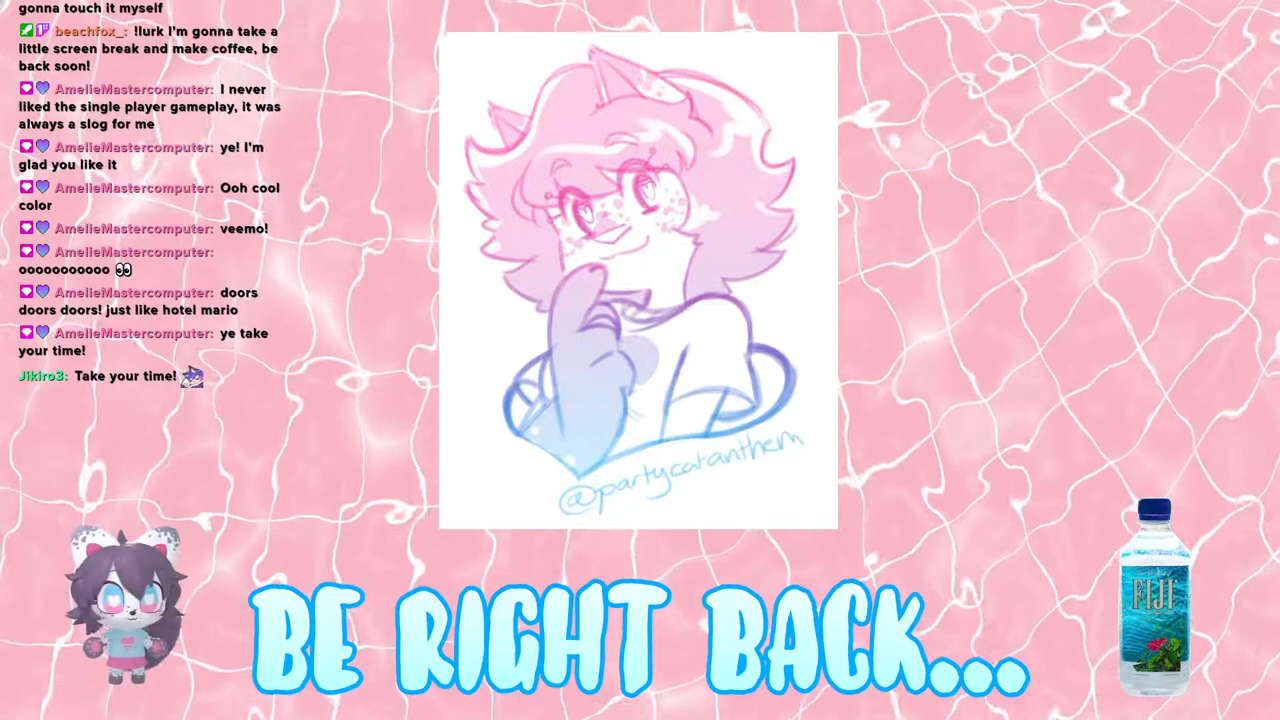 gonna touch it myself
beachfox_: !lurk I'm gonna take a
little screen break and make coffee, be
back soon!
AmelieMastercomputer: I never
liked the single player gameplay, it was
always a slog for me
AmelieMastercomputer: ye! I'm
glad you like it
AmelieMastercomputer: Ooh cool
color
AmelieMastercomputer: veemo!
AmelieMastercomputer:
ooooooooooo 👀
AmelieMastercomputer: doors
doors doors! just like hotel mario
AmelieMastercomputer: ye take
your time!
Jikiro3: Take your time!
@partycatanthem
FIJI
BE RIGHT BACK...